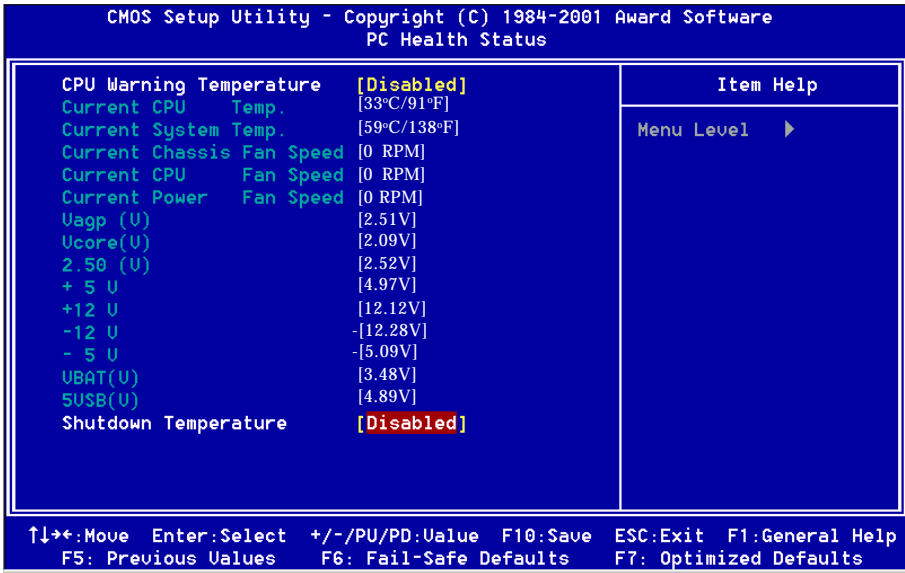 CMOS Setup Utility - Copyright (C) 1984-2001 Award Software
PC Health Status
CPU Warning Temperature [Disabled]
Current CPU Temp. [33°C/91°F]
Current System Temp. [59°C/138°F]
Current Chassis Fan Speed [0 RPM]
Current CPU Fan Speed [0 RPM]
Current Power Fan Speed [0 RPM]
Vagp (V) [2.51V]
Vcore(V) [2.09V]
2.50 (V) [2.52V]
+ 5 V [4.97V]
+12 V [12.12V]
-12 V -[12.28V]
- 5 V -[5.09V]
VBAT(V) [3.48V]
5VSB(V) [4.89V]
Shutdown Temperature [Disabled]
Item Help
Menu Level ▶
↑↓→←:Move Enter:Select +/-/PU/PD:Value F10:Save ESC:Exit F1:General Help
F5: Previous Values F6: Fail-Safe Defaults F7: Optimized Defaults